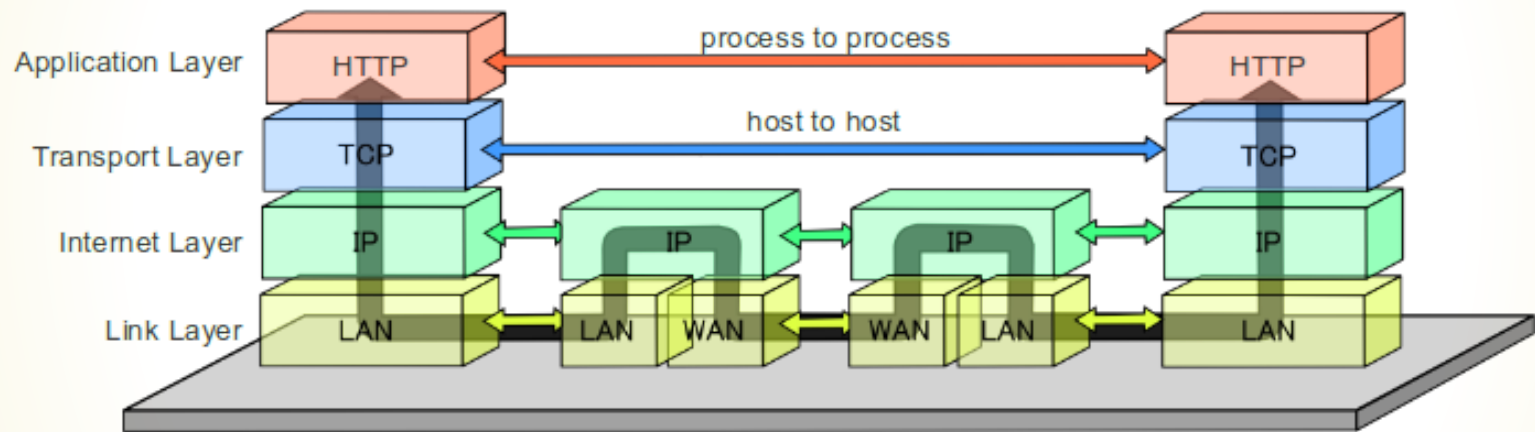 process to process
Application Layer HTTP HTTP
host to host
Transport Layer TCP TCP
Internet Layer IP IP IP IP
Link Layer LAN LAN WAN WAN LAN LAN